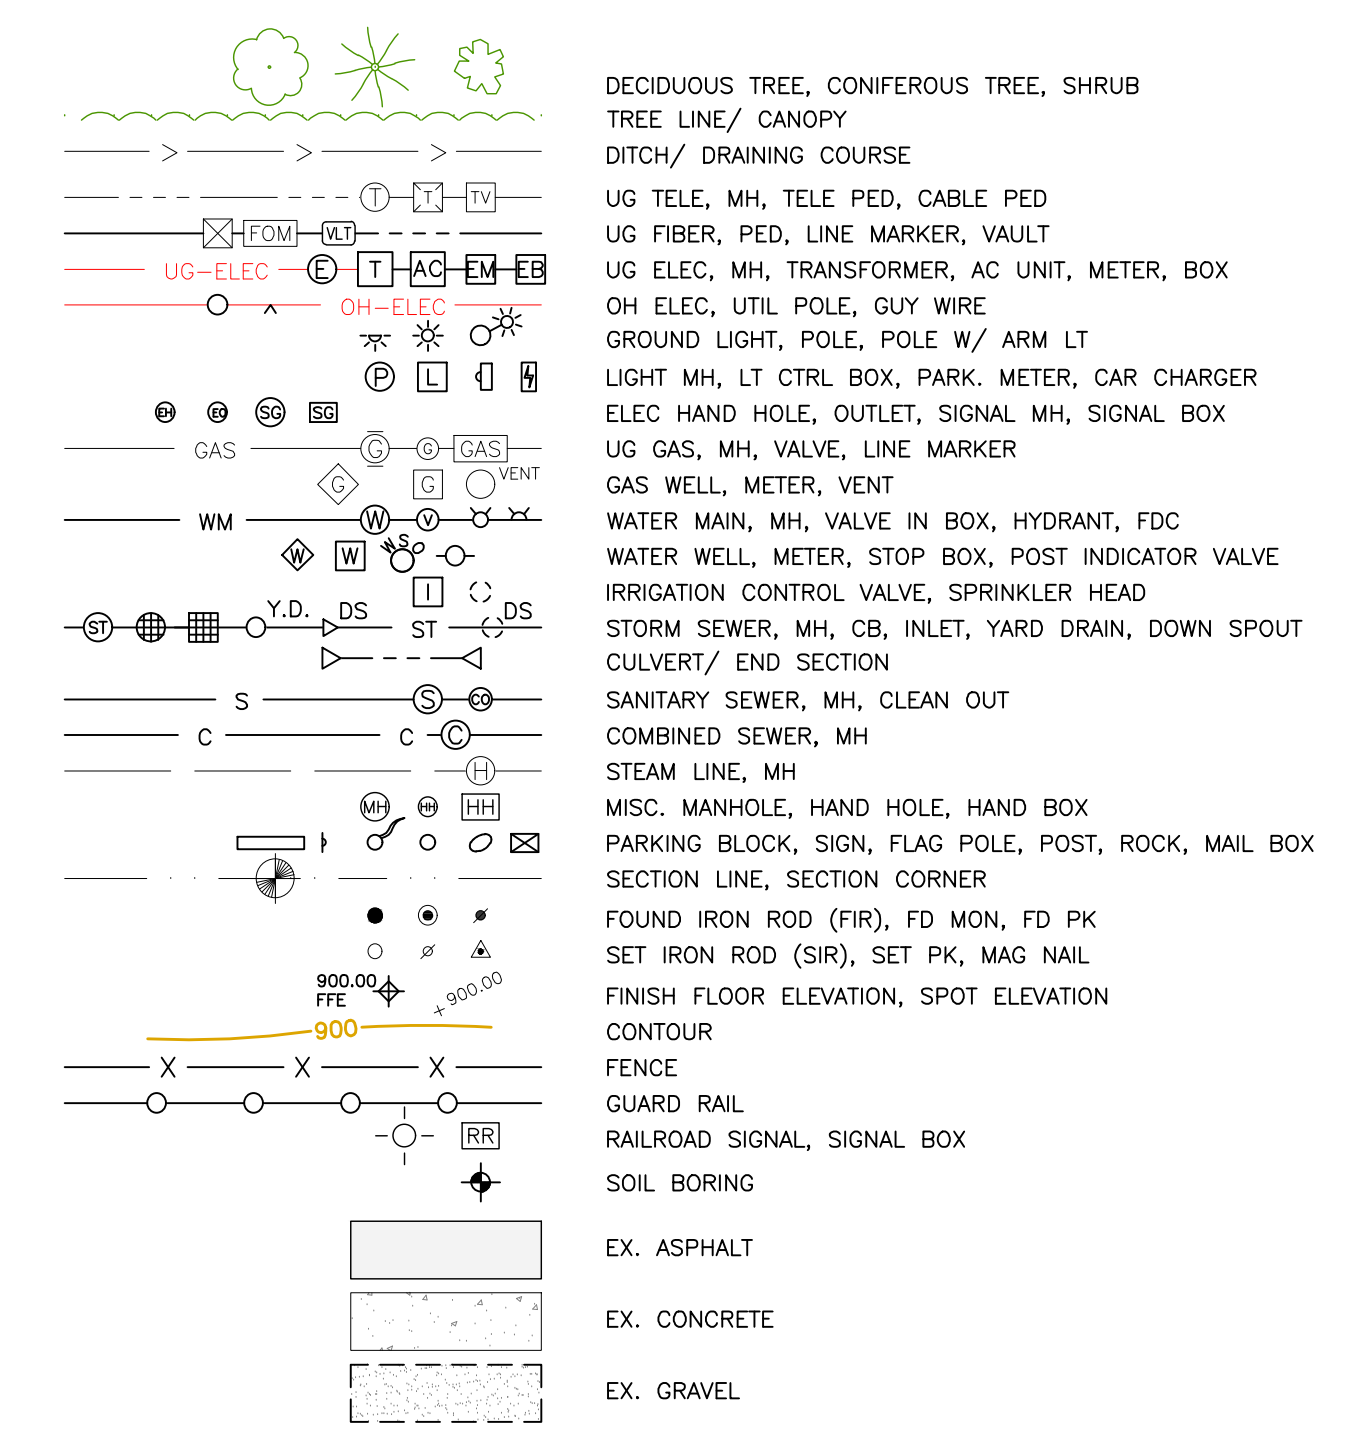 DECIDUOUS TREE, CONIFEROUS TREE, SHRUB
TREE LINE/ CANOPY
> > > DITCH/ DRAINING COURSE
T T TV UG TELE, MH, TELE PED, CABLE PED
FOM VLT UG FIBER, PED, LINE MARKER, VAULT
UG-ELEC E T AC EM EB UG ELEC, MH, TRANSFORMER, AC UNIT, METER, BOX
OH-ELEC OH ELEC, UTIL POLE, GUY WIRE
GROUND LIGHT, POLE, POLE W/ ARM LT
P L LIGHT MH, LT CTRL BOX, PARK. METER, CAR CHARGER
EH EO SG SG ELEC HAND HOLE, OUTLET, SIGNAL MH, SIGNAL BOX
GAS G G GAS UG GAS, MH, VALVE, LINE MARKER
G G VENT GAS WELL, METER, VENT
WM W V WATER MAIN, MH, VALVE IN BOX, HYDRANT, FDC
W W WSO WATER WELL, METER, STOP BOX, POST INDICATOR VALVE
I IRRIGATION CONTROL VALVE, SPRINKLER HEAD
ST Y.D. DS ST DS STORM SEWER, MH, CB, INLET, YARD DRAIN, DOWN SPOUT
CULVERT/ END SECTION
S S CO SANITARY SEWER, MH, CLEAN OUT
C C C COMBINED SEWER, MH
H STEAM LINE, MH
MH HH HH MISC. MANHOLE, HAND HOLE, HAND BOX
PARKING BLOCK, SIGN, FLAG POLE, POST, ROCK, MAIL BOX
SECTION LINE, SECTION CORNER
FOUND IRON ROD (FIR), FD MON, FD PK
SET IRON ROD (SIR), SET PK, MAG NAIL
900.00
FFE
+ 900.00
FINISH FLOOR ELEVATION, SPOT ELEVATION
900 CONTOUR
X X X FENCE
GUARD RAIL
RR RAILROAD SIGNAL, SIGNAL BOX
SOIL BORING
EX. ASPHALT
EX. CONCRETE
EX. GRAVEL